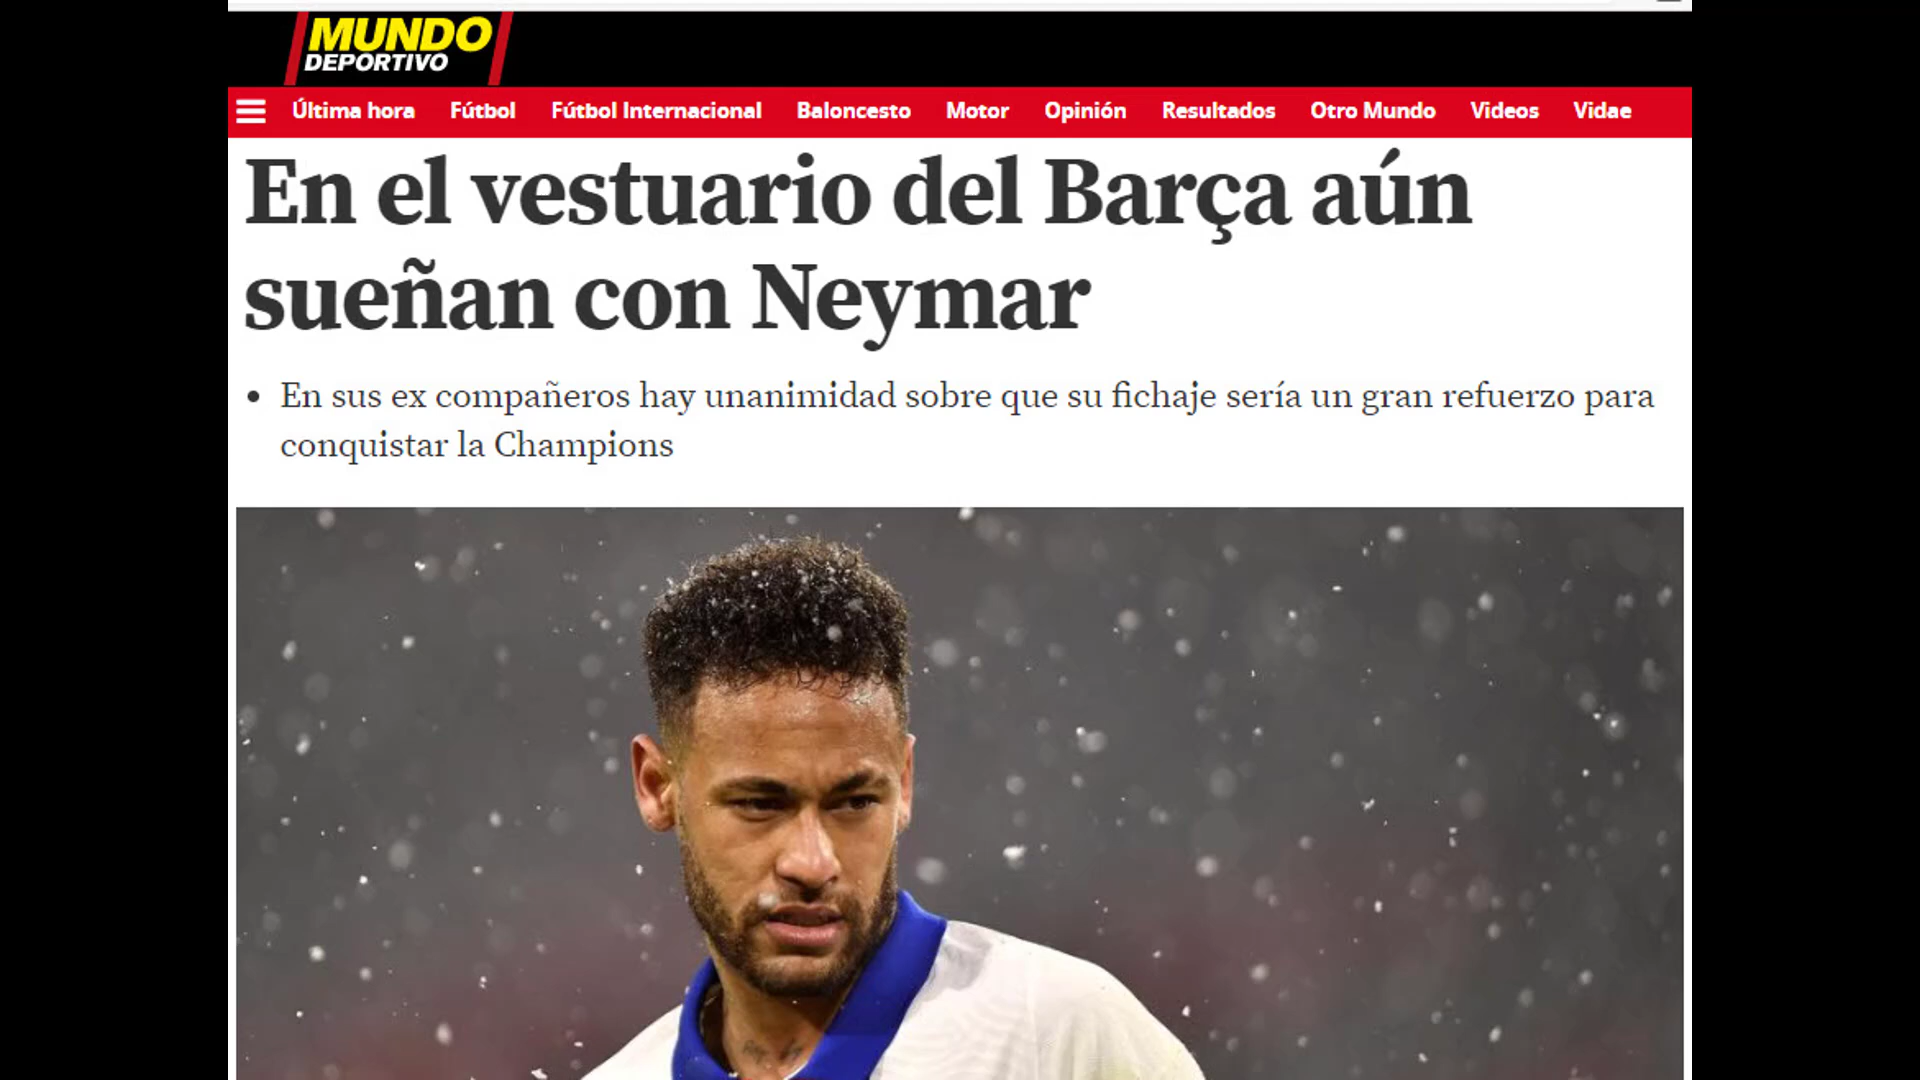 MUNDO
DEPORTIVO
Última hora Fútbol Fútbol Internacional Baloncesto Motor Opinión Resultados Otro Mundo Videos Vidae
En el vestuario del Barça aún
sueñan con Neymar
• En sus ex compañeros hay unanimidad sobre que su fichaje sería un gran refuerzo para
conquistar la Champions